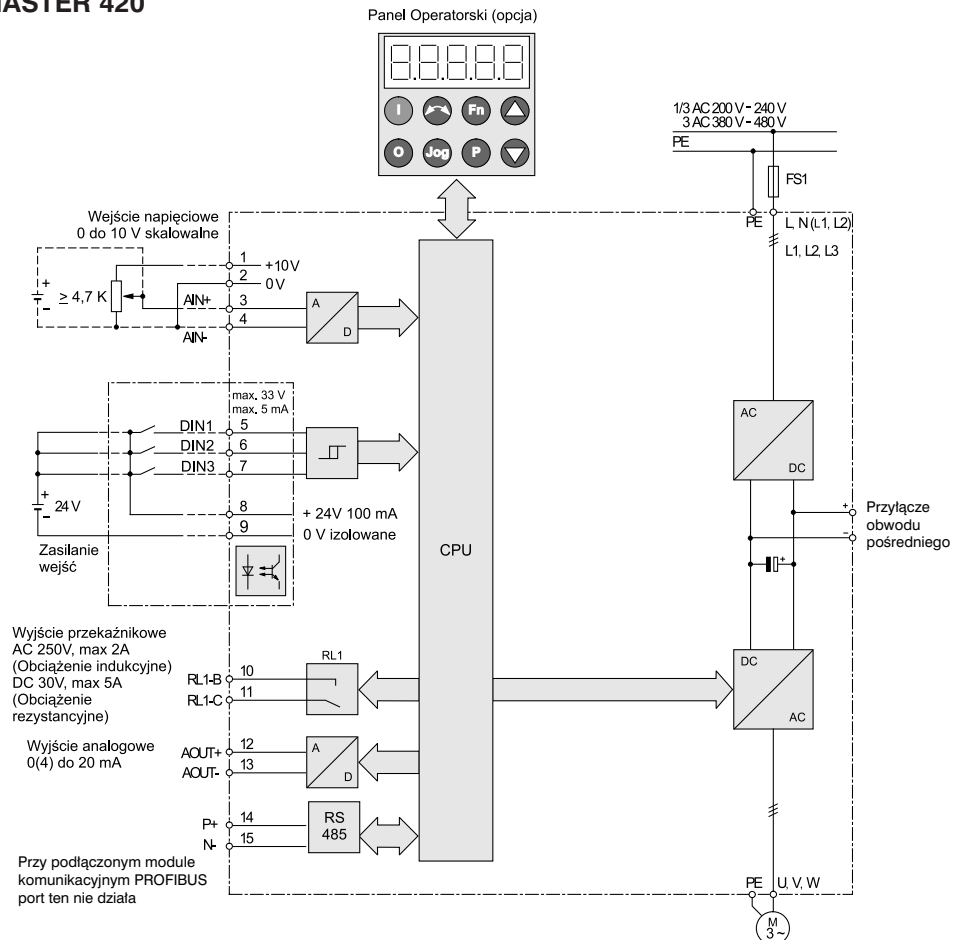 MASTER 420
Panel Operatorski (opcja)
8.8.8.8.8
I
Fn
O
Jog
P
1/3 AC 200 V - 240 V
3 AC 380 V - 480 V
PE
FS1
PE
L, N (L1, L2)
L1, L2, L3
Wejście napięciowe
0 do 10 V skalowalne
+
-
≥ 4,7 K
AIN+
AIN-
1
+10V
2
0V
3
4
A
D
max. 33 V
max. 5 mA
DIN1
5
DIN2
6
DIN3
7
+
-
24V
8
+ 24V 100 mA
9
0 V izolowane
Zasilanie
wejść
CPU
AC
DC
+
-
Przyłącze
obwodu
pośredniego
+
Wyjście przekaźnikowe
AC 250V, max 2A
(Obciążenie indukcyjne)
DC 30V, max 5A
(Obciążenie
rezystancyjne)
RL1
RL1-B
10
RL1-C
11
DC
AC
Wyjście analogowe
0(4) do 20 mA
AOUT+
12
AOUT-
13
A
D
P+
14
N-
15
RS
485
Przy podłączonym module
komunikacyjnym PROFIBUS
port ten nie działa
PE
U, V, W
M
3~